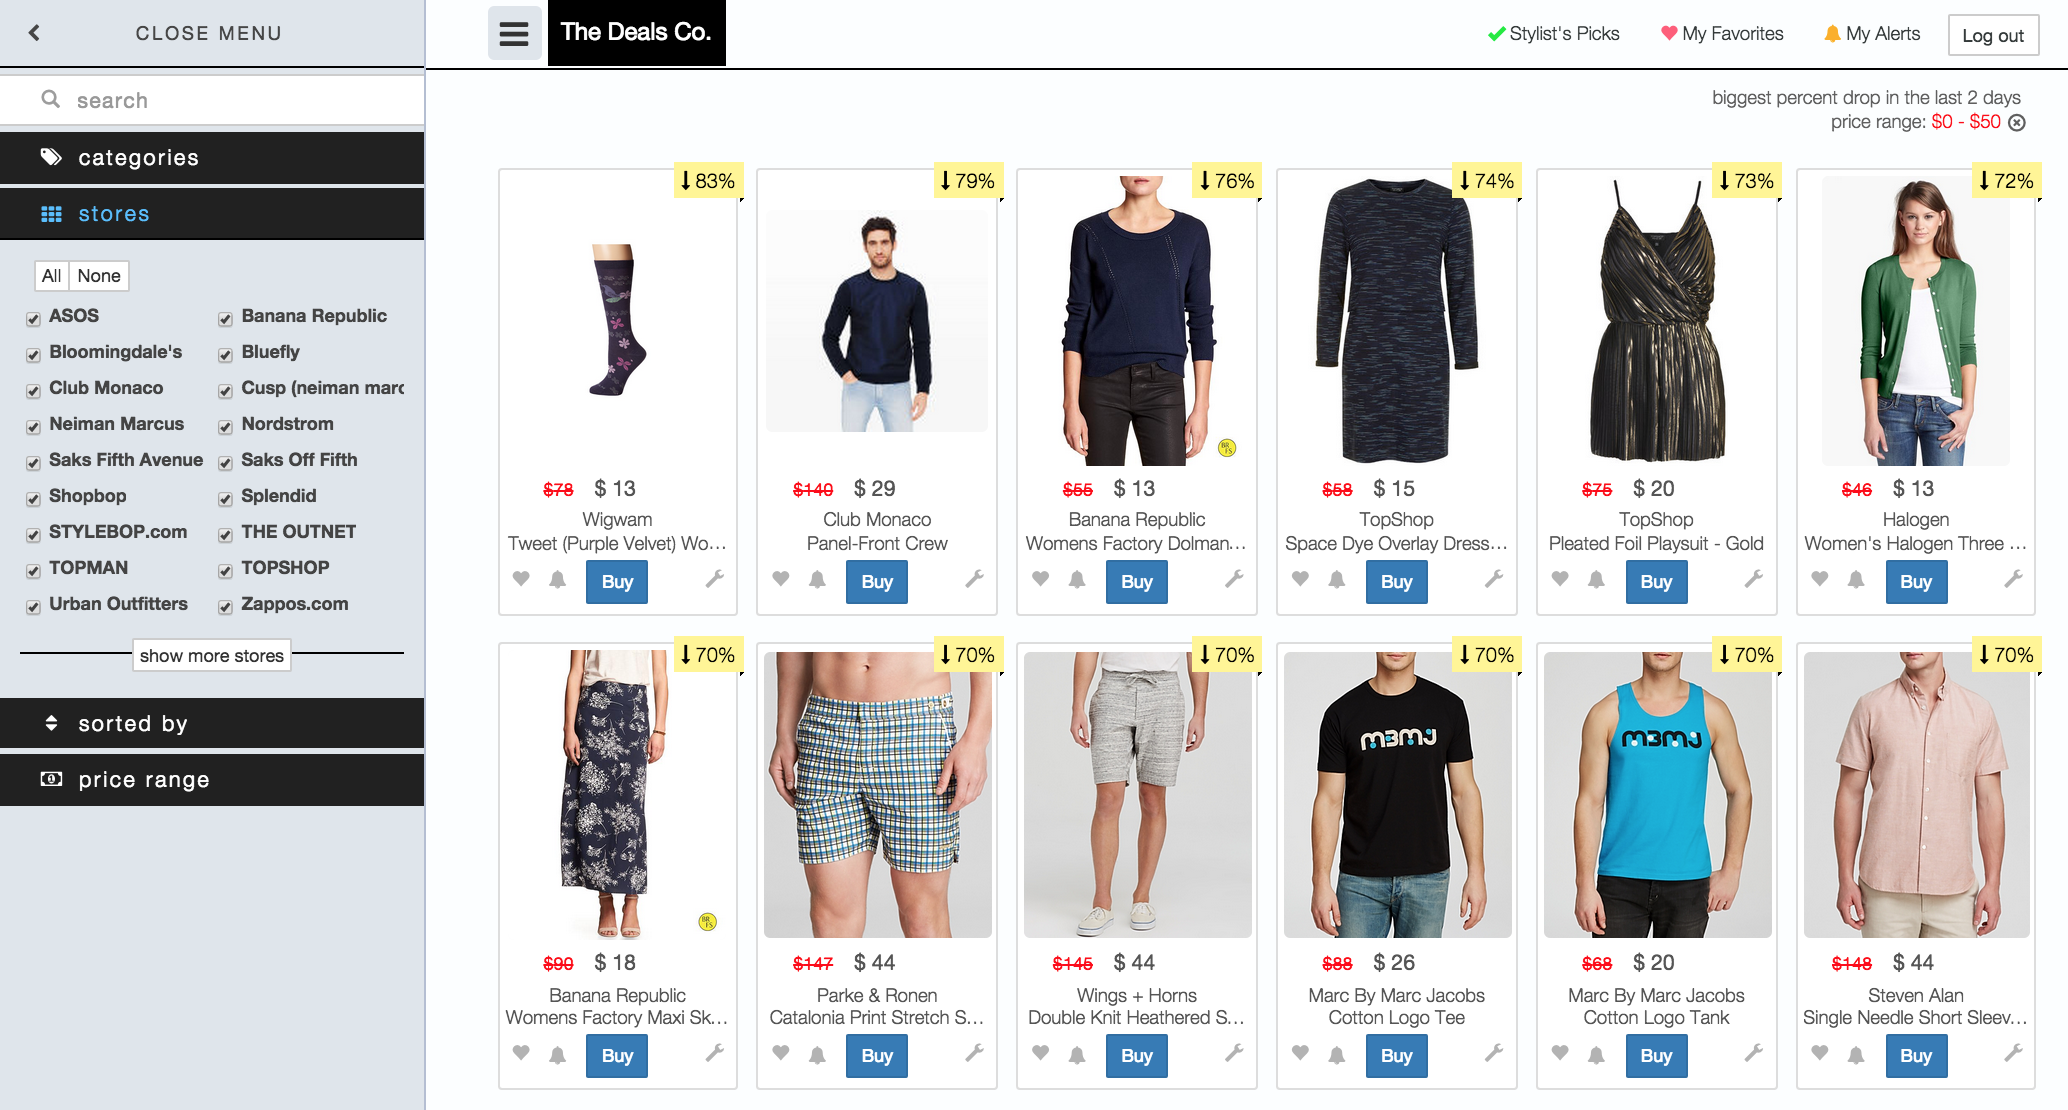 CLOSE MENU
The Deals Co.
Stylist's Picks
My Favorites
My Alerts
Log out
search
categories
stores
All
None
ASOS
Banana Republic
Bloomingdale's
Bluefly
Club Monaco
Cusp (neiman marc
Neiman Marcus
Nordstrom
Saks Fifth Avenue
Saks Off Fifth
Shopbop
Splendid
STYLEBOP.com
THE OUTNET
TOPMAN
TOPSHOP
Urban Outfitters
Zappos.com
show more stores
sorted by
price range
biggest percent drop in the last 2 days
price range: $0 - $50
83%
$78 $ 13
Wigwam
Tweet (Purple Velvet) Wo...
Buy
79%
$140 $ 29
Club Monaco
Panel-Front Crew
Buy
76%
BR
FS
$55 $ 13
Banana Republic
Womens Factory Dolman...
Buy
74%
$58 $ 15
TopShop
Space Dye Overlay Dress...
Buy
73%
$75 $ 20
TopShop
Pleated Foil Playsuit - Gold
Buy
72%
$46 $ 13
Halogen
Women's Halogen Three ...
Buy
70%
BR
FS
$90 $ 18
Banana Republic
Womens Factory Maxi Sk...
Buy
70%
$147 $ 44
Parke & Ronen
Catalonia Print Stretch S...
Buy
70%
$145 $ 44
Wings + Horns
Double Knit Heathered S...
Buy
70%
MBMJ
$88 $ 26
Marc By Marc Jacobs
Cotton Logo Tee
Buy
70%
MBMJ
$68 $ 20
Marc By Marc Jacobs
Cotton Logo Tank
Buy
70%
$148 $ 44
Steven Alan
Single Needle Short Sleev...
Buy